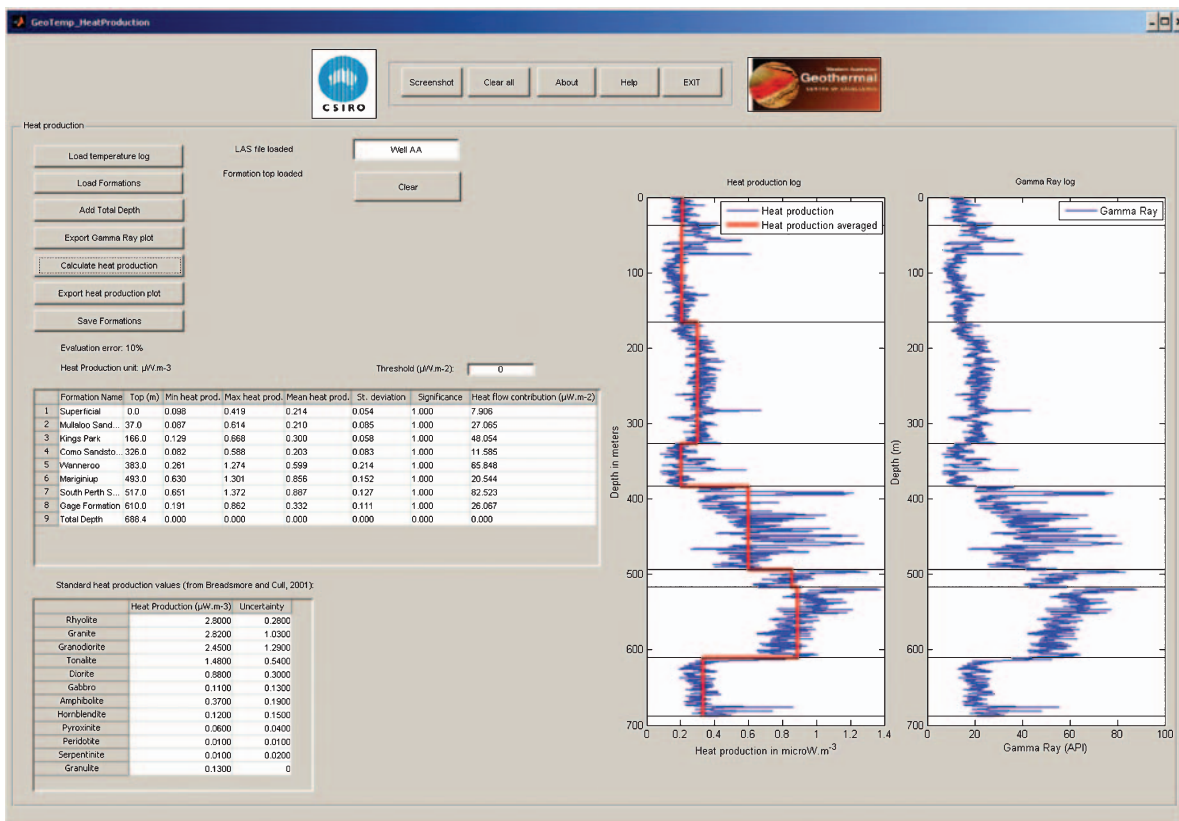 GeoTemp_HeatProduction
CSIRO
Screenshot
Clear all
About
Help
EXIT
Western Australian
Geothermal
CENTRE OF EXCELLENCE
Heat production
Load temperature log
Load Formations
Add Total Depth
Export Gamma Ray plot
Calculate heat production
Export heat production plot
Save Formations
LAS file loaded
Well AA
Formation top loaded
Clear
Evaluation error: 10%
Heat Production unit: µW.m-3
Threshold (µW.m-2):
0
Formation Name Top (m) Min heat prod. Max heat prod. Mean heat prod. St. deviation Significance Heat flow contribution (µW.m-2)
1 Superficial 0.0 0.098 0.419 0.214 0.054 1.000 7.906
2 Mullaloo Sand... 37.0 0.087 0.614 0.210 0.085 1.000 27.065
3 Kings Park 166.0 0.129 0.668 0.300 0.058 1.000 48.054
4 Como Sandsto... 326.0 0.082 0.588 0.203 0.083 1.000 11.585
5 Wanneroo 383.0 0.261 1.274 0.599 0.214 1.000 65.848
6 Mariginiup 493.0 0.630 1.301 0.856 0.152 1.000 20.544
7 South Perth S... 517.0 0.651 1.372 0.887 0.127 1.000 82.523
8 Gage Formation 610.0 0.191 0.862 0.332 0.111 1.000 26.067
9 Total Depth 688.4 0.000 0.000 0.000 0.000 0.000 0.000
Standard heat production values (from Breadsmore and Cull, 2001):
Heat Production (µW.m-3) Uncertainty
Rhyolite 2.8000 0.2800
Granite 2.8200 1.0300
Granodiorite 2.4500 1.2900
Tonalite 1.4800 0.5400
Diorite 0.8800 0.3000
Gabbro 0.1100 0.1300
Amphibolite 0.3700 0.1900
Hornblendite 0.1200 0.1500
Pyroxinite 0.0600 0.0400
Peridotite 0.0100 0.0100
Serpentinite 0.0100 0.0200
Granulite 0.1300 0
Heat production log
Heat production
Heat production averaged
0
100
200
300
400
500
600
700
Depth in meters
0 0.2 0.4 0.6 0.8 1 1.2 1.4
Heat production in microW.m-3
Gamma Ray log
Gamma Ray
0
100
200
300
400
500
600
700
Depth (m)
0 20 40 60 80 100
Gamma Ray (API)